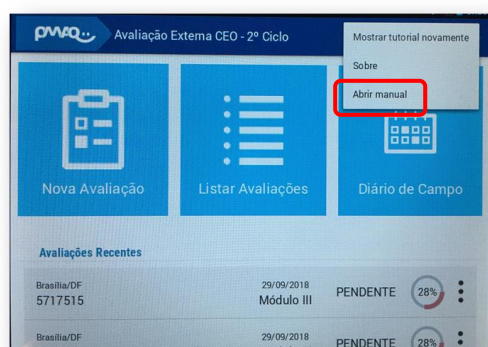 pmaq
Avaliação Externa CEO - 2º Ciclo
Mostrar tutorial novamente
Sobre
Abrir manual
Nova Avaliação
Listar Avaliações
Diário de Campo
Avaliações Recentes
Brasília/DF
5717515
29/09/2018
Módulo III
PENDENTE
28%
Brasília/DF
29/09/2018
PENDENTE
28%